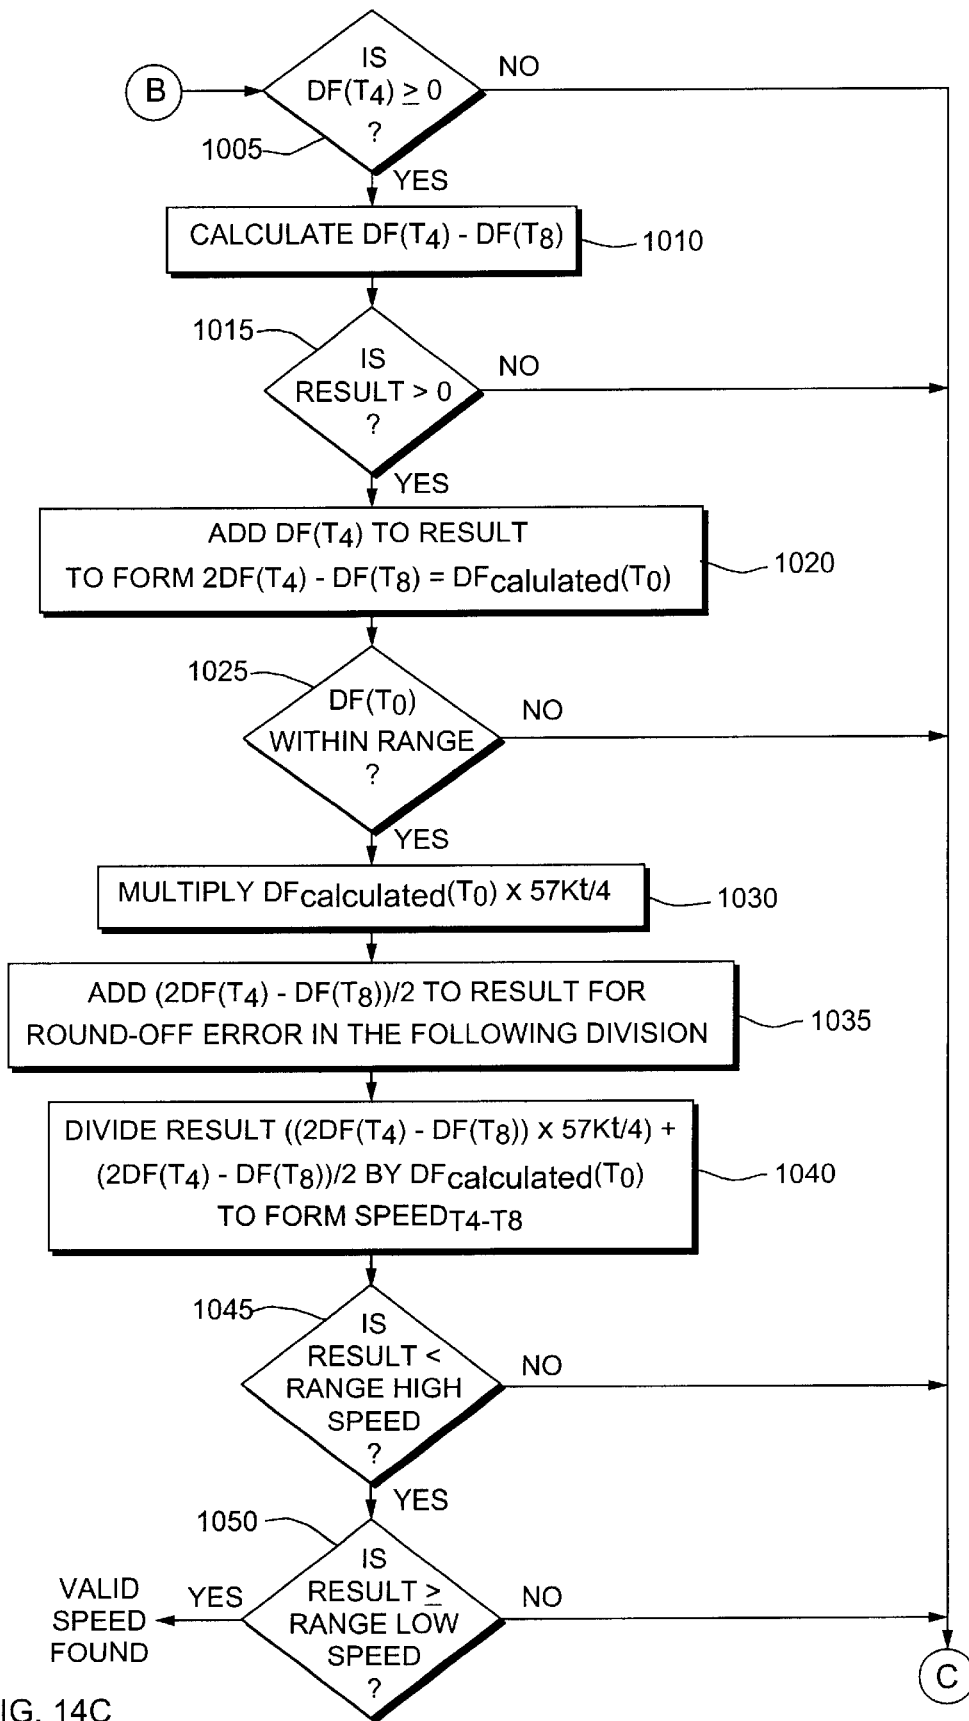 IS
B
DF(T4) ≥ 0
?
NO
1005
YES
CALCULATE DF(T4) - DF(T8)
1010
1015
IS
RESULT > 0
?
NO
YES
ADD DF(T4) TO RESULT
TO FORM 2DF(T4) - DF(T8) = DFcalulated(T0)
1020
1025
DF(T0)
WITHIN RANGE
?
NO
YES
MULTIPLY DFcalculated(T0) x 57Kt/4
1030
ADD (2DF(T4) - DF(T8))/2 TO RESULT FOR
ROUND-OFF ERROR IN THE FOLLOWING DIVISION
1035
DIVIDE RESULT ((2DF(T4) - DF(T8)) x 57Kt/4) +
(2DF(T4) - DF(T8))/2 BY DFcalculated(T0)
TO FORM SPEEDT4-T8
1040
1045
IS
RESULT <
RANGE HIGH
SPEED
?
NO
YES
1050
IS
RESULT ≥
RANGE LOW
SPEED
?
NO
YES
VALID
SPEED
FOUND
C
IG. 14C